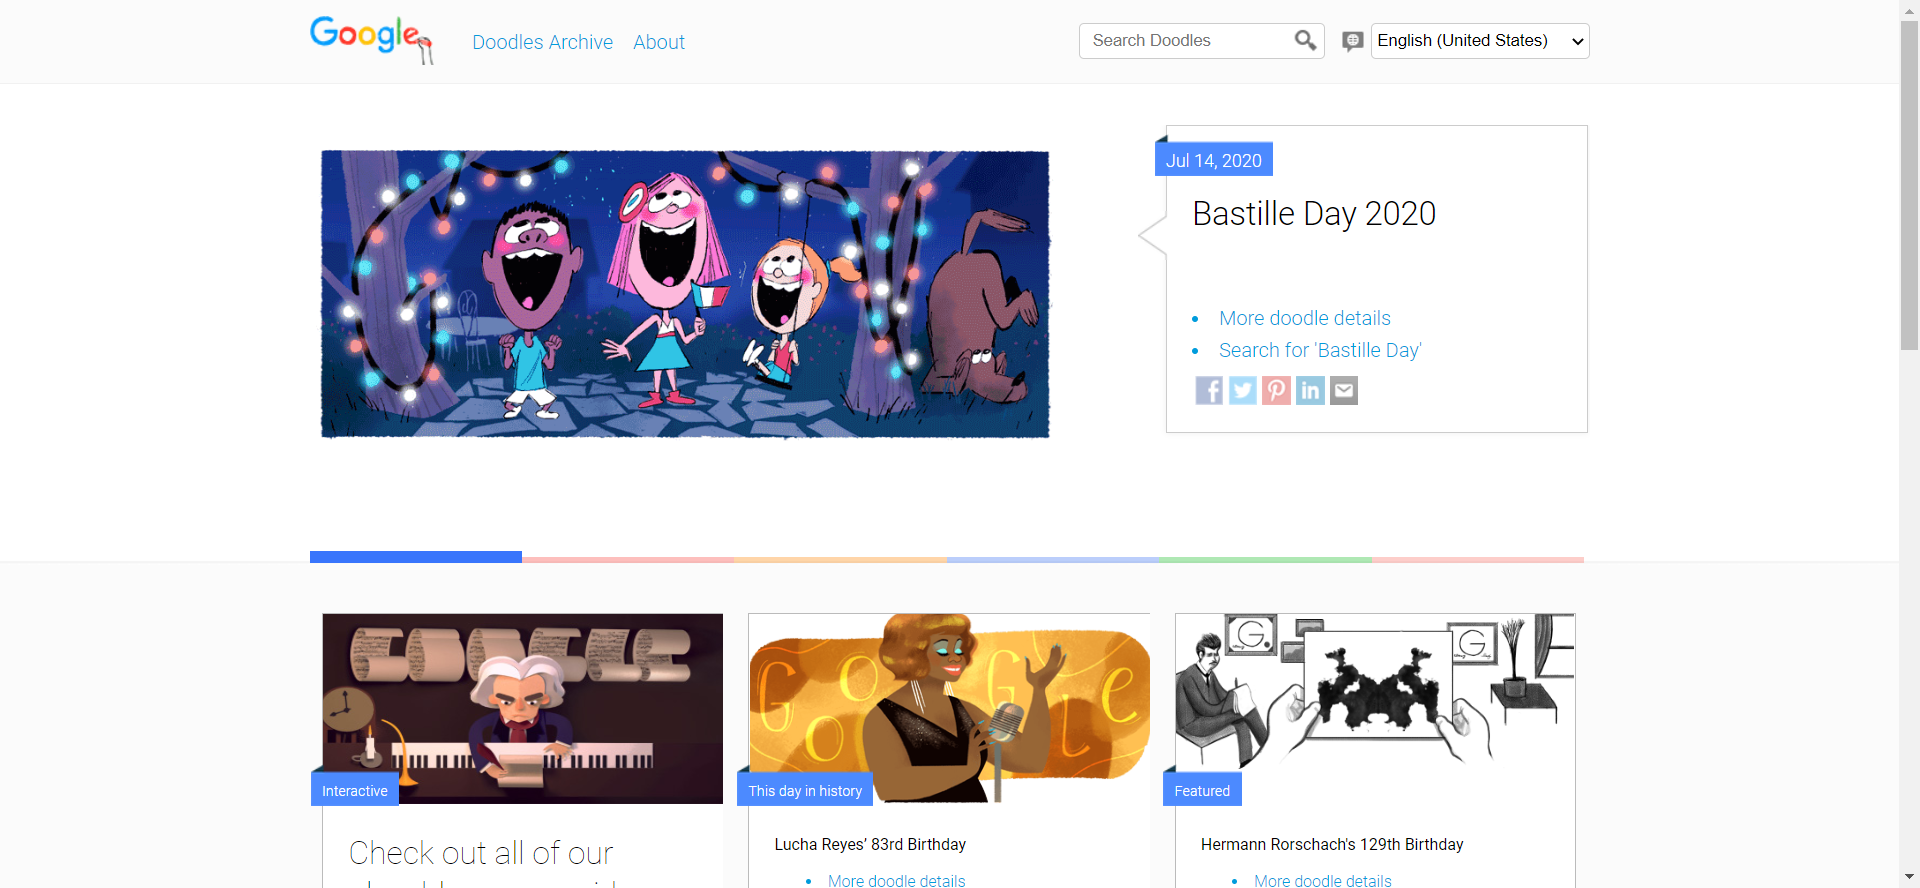 Google
Doodles Archive
About
Search Doodles
English (United States)
Jul 14, 2020
Bastille Day 2020
More doodle details
Search for 'Bastille Day'
GOOGLE
Interactive
Check out all of our
Google
This day in history
Lucha Reyes’ 83rd Birthday
More doodle details
G
G
Featured
Hermann Rorschach's 129th Birthday
More doodle details